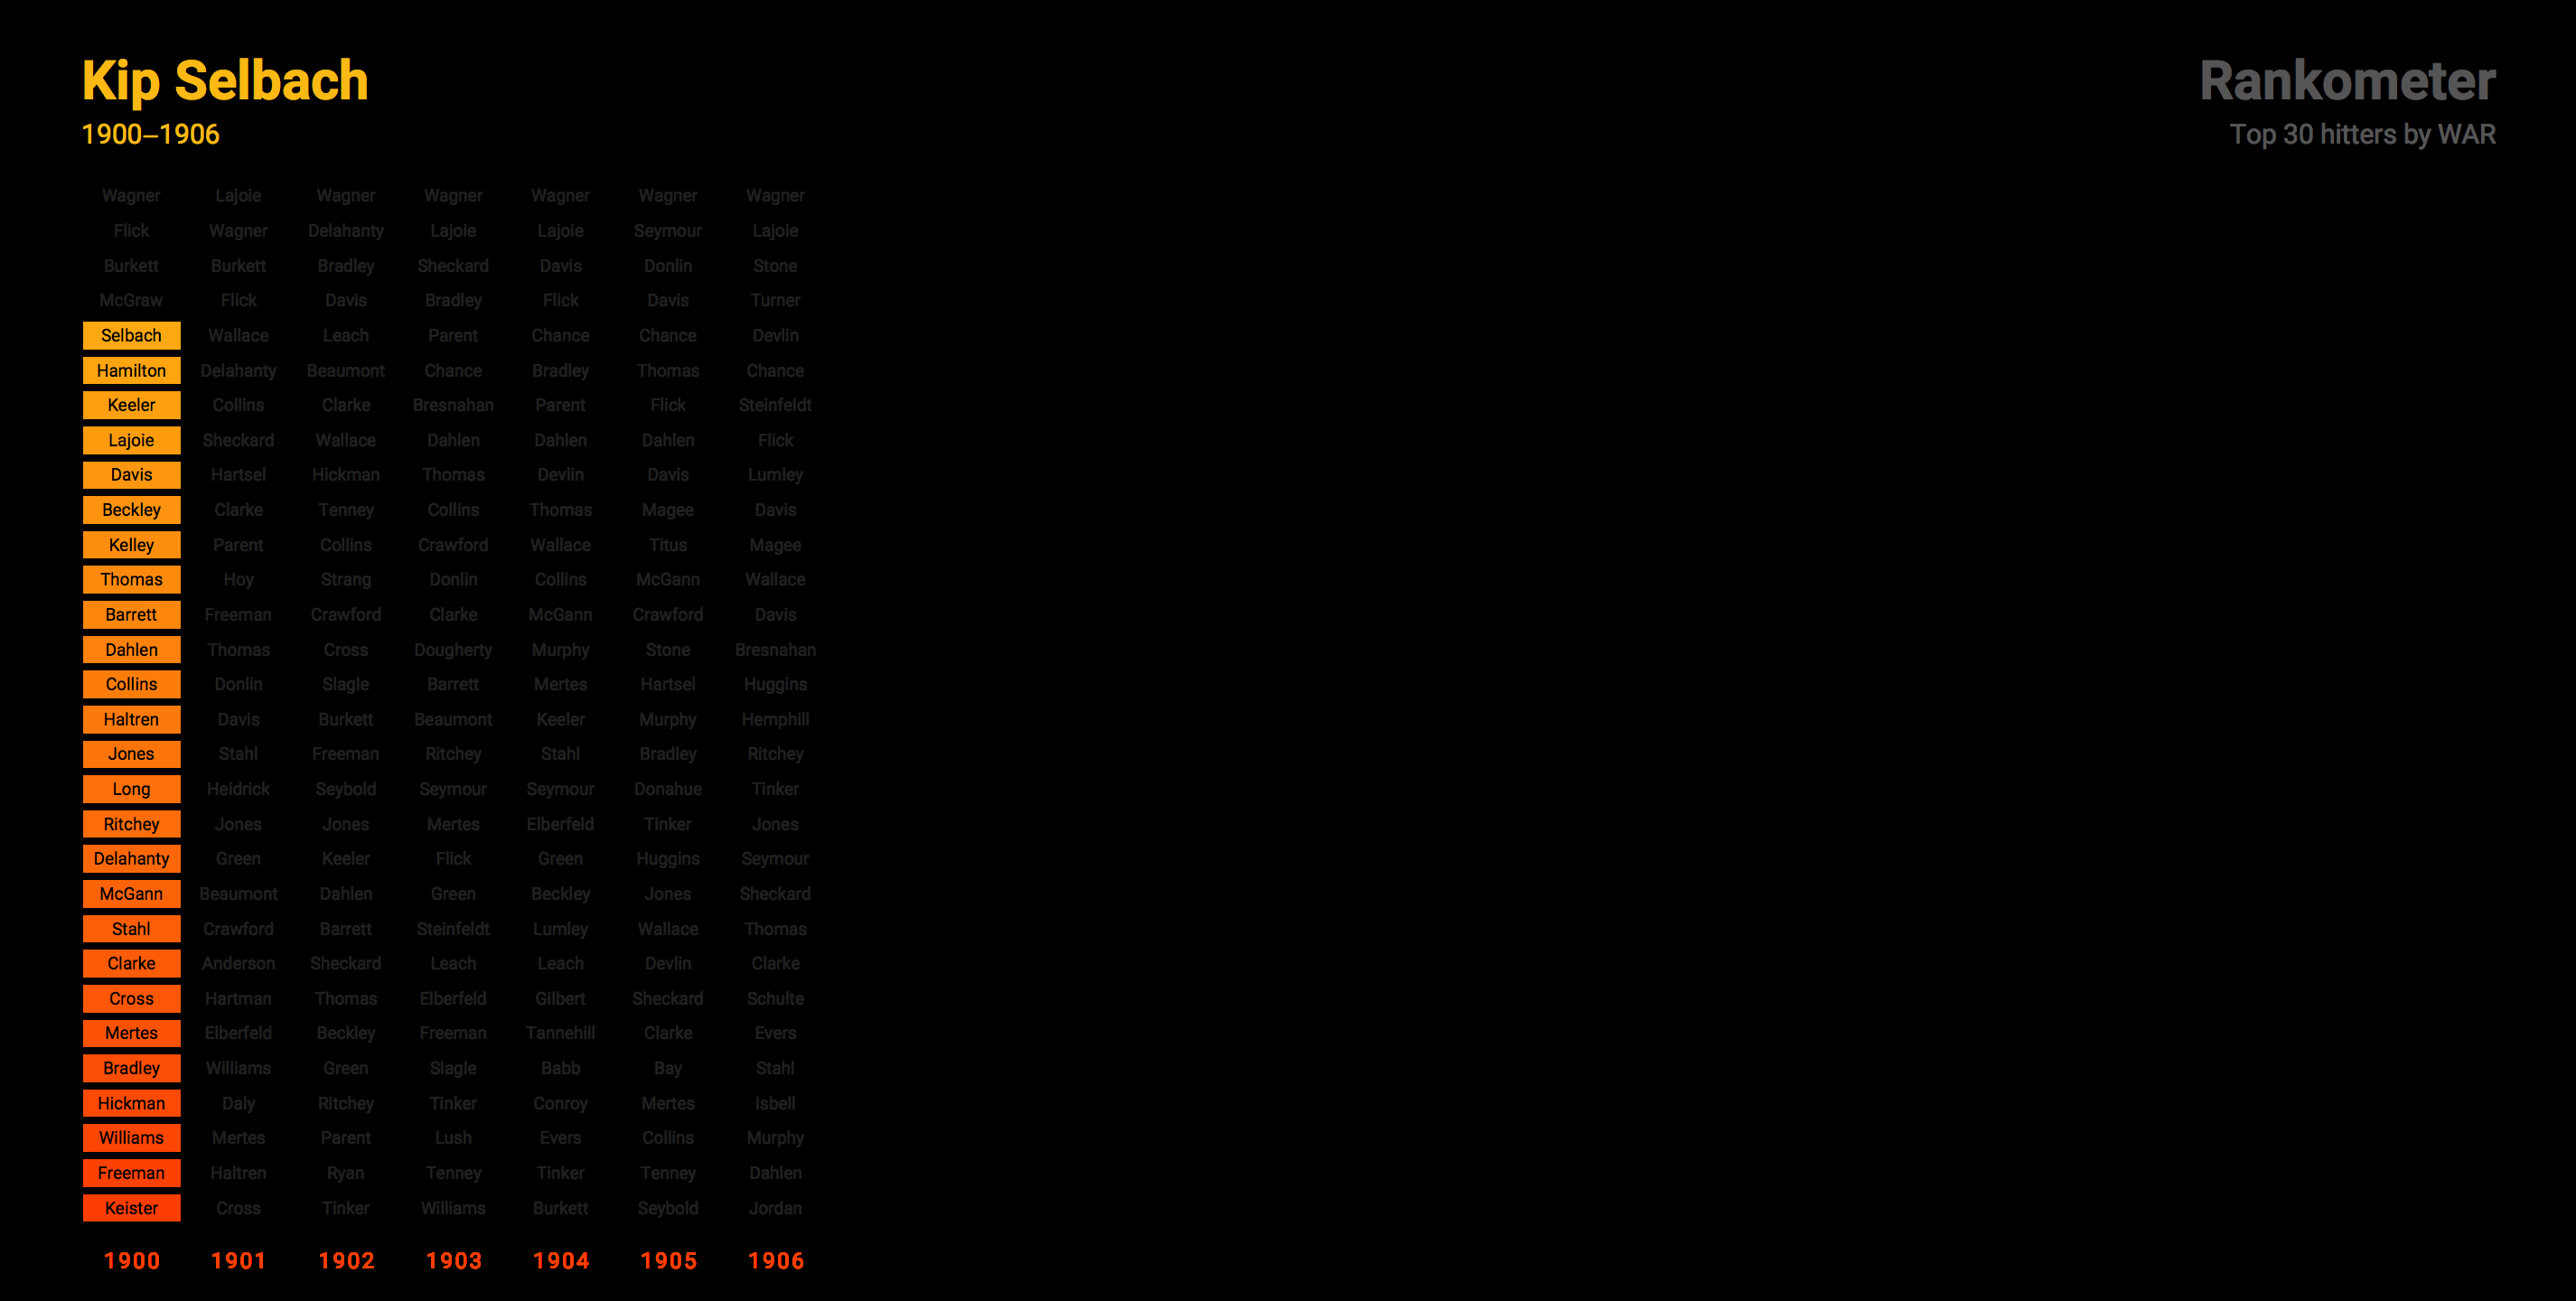 Kip Selbach
1900–1906
Rankometer
Top 30 hitters by WAR
Wagner Lajoie Wagner Wagner Wagner Wagner Wagner
Flick Wagner Delahanty Lajoie Lajoie Seymour Lajoie
Burkett Burkett Bradley Sheckard Davis Donlin Stone
McGraw Flick Davis Bradley Flick Davis Turner
Selbach Wallace Leach Parent Chance Chance Devlin
Hamilton Delahanty Beaumont Chance Bradley Thomas Chance
Keeler Collins Clarke Bresnahan Parent Flick Steinfeldt
Lajoie Sheckard Wallace Dahlen Dahlen Dahlen Flick
Davis Hartsel Hickman Thomas Devlin Davis Lumley
Beckley Clarke Tenney Collins Thomas Magee Davis
Kelley Parent Collins Crawford Wallace Titus Magee
Thomas Hoy Strang Donlin Collins McGann Wallace
Barrett Freeman Crawford Clarke McGann Crawford Davis
Dahlen Thomas Cross Dougherty Murphy Stone Bresnahan
Collins Donlin Slagle Barrett Mertes Hartsel Huggins
Haltren Davis Burkett Beaumont Keeler Murphy Hemphill
Jones Stahl Freeman Ritchey Stahl Bradley Ritchey
Long Heidrick Seybold Seymour Seymour Donahue Tinker
Ritchey Jones Jones Mertes Elberfeld Tinker Jones
Delahanty Green Keeler Flick Green Huggins Seymour
McGann Beaumont Dahlen Green Beckley Jones Sheckard
Stahl Crawford Barrett Steinfeldt Lumley Wallace Thomas
Clarke Anderson Sheckard Leach Leach Devlin Clarke
Cross Hartman Thomas Elberfeld Gilbert Sheckard Schulte
Mertes Elberfeld Beckley Freeman Tannehill Clarke Evers
Bradley Williams Green Slagle Babb Bay Stahl
Hickman Daly Ritchey Tinker Conroy Mertes Isbell
Williams Mertes Parent Lush Evers Collins Murphy
Freeman Haltren Ryan Tenney Tinker Tenney Dahlen
Keister Cross Tinker Williams Burkett Seybold Jordan
1900 1901 1902 1903 1904 1905 1906